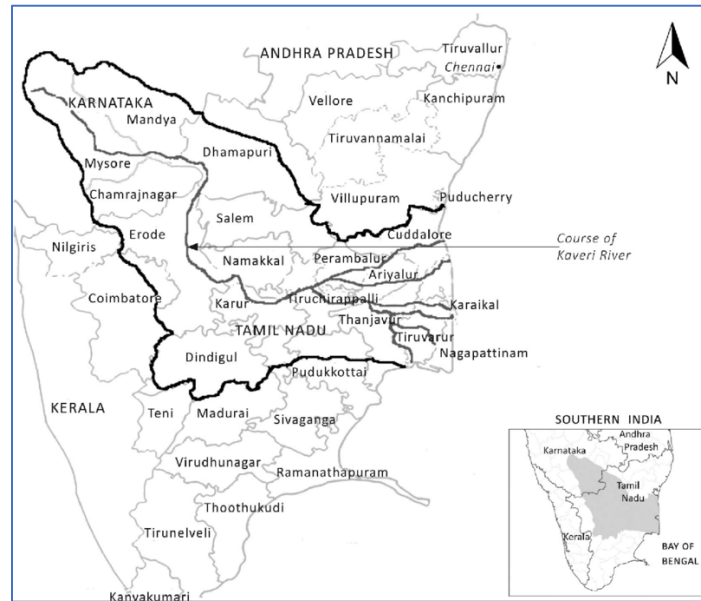 ANDHRA PRADESH
Tiruvallur
Chennai
N
KARNATAKA
Mandya
Vellore
Kanchipuram
Tiruvannamalai
Dhamapuri
Mysore
Chamrajnagar
Villupuram
Puducherry
Erode
Salem
Cuddalore
Nilgiris
Namakkal
Perambalur
Course of
Kaveri River
Ariyalur
Coimbatore
Karur
Tiruchirappalli
Karaikal
TAMIL NADU
Thanjavur
Tiruvarur
Nagapattinam
Dindigul
Pudukkottai
KERALA
Teni
Madurai
Sivaganga
Virudhunagar
Ramanathapuram
Thoothukudi
Tirunelveli
Kanyakumari
SOUTHERN INDIA
Karnataka
Andhra
Pradesh
Tamil
Nadu
Kerala
BAY OF
BENGAL